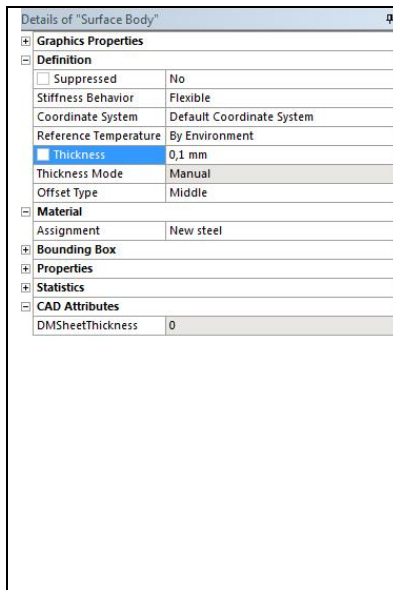 Details of "Surface Body"
Graphics Properties
Definition
Suppressed No
Stiffness Behavior Flexible
Coordinate System Default Coordinate System
Reference Temperature By Environment
Thickness 0,1 mm
Thickness Mode Manual
Offset Type Middle
Material
Assignment New steel
Bounding Box
Properties
Statistics
CAD Attributes
DMSheetThickness 0